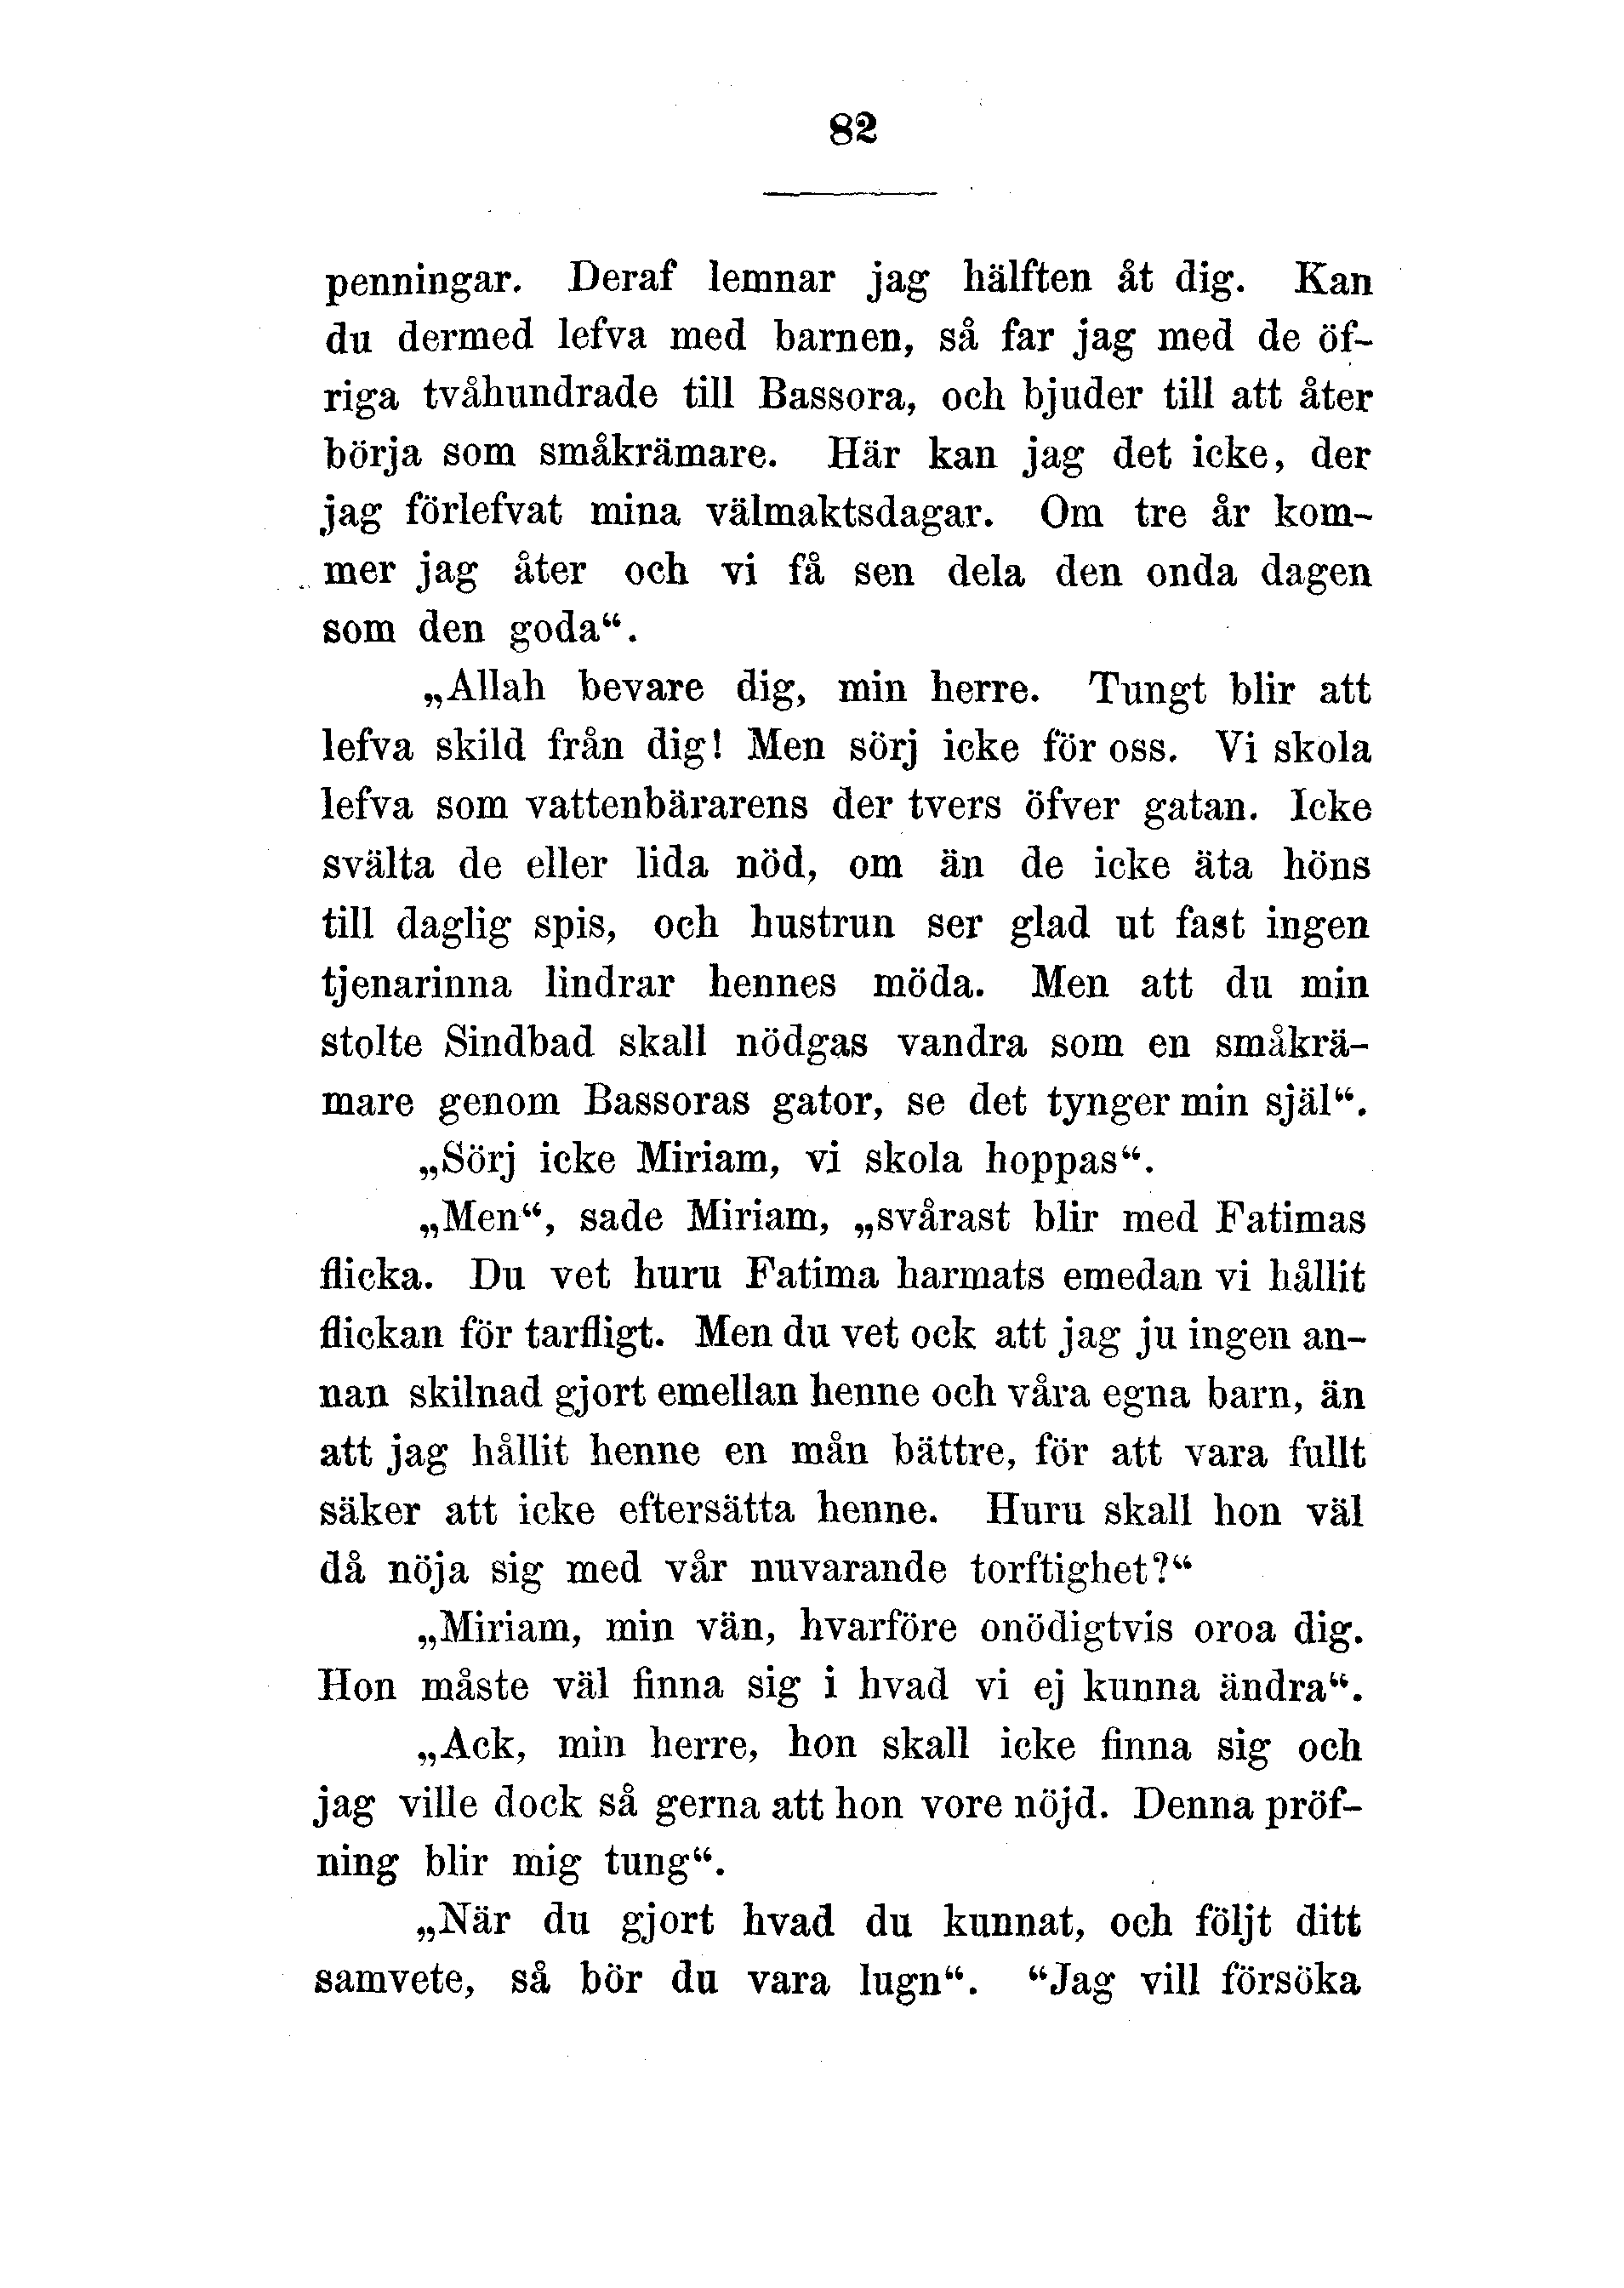 82
penningar. Deraf lemnar jag hälften åt dig. Kan
du dermed lefva med barnen, så far jag med de öf-
riga tvåhundrade till Bassora, och bjuder till att åter
börja som småkrämare. Här kan jag det icke, der
jag förlefvat mina välmaktsdagar. Om tre år kom-
mer jag åter och vi få sen dela den onda dagen
som den goda“.
„Allah bevare dig, min herre. Tungt blir att
lefva skild från dig! Men sörj icke för oss. Vi skola
lefva som vattenbärarens der tvers öfver gatan. Icke
svälta de eller lida nöd, om än de icke äta höns
till daglig spis, och hustrun ser glad ut fast ingen
tjenarinna lindrar hennes möda. Men att du min
stolte Sindbad skall nödgas vandra som en småkrä-
mare genom Bassoras gator, se det tynger min själ“.
„Sörj icke Miriam, vi skola hoppas“.
„Men“, sade Miriam, „svårast blir med Fatimas
flicka. Du vet huru Fatima harmats emedan vi hållit
flickan för tarfligt. Men du vet ock att jag ju ingen an-
nan skilnad gjort emellan henne och våra egna barn, än
att jag hållit henne en mån bättre, för att vara fullt
säker att icke eftersätta henne. Huru skall hon väl
då nöja sig med vår nuvarande torftighet?“
„Miriam, min vän, hvarföre onödigtvis oroa dig.
Hon måste väl finna sig i hvad vi ej kunna ändra“.
„Ack, min herre, hon skall icke finna sig och
jag ville dock så gerna att hon vore nöjd. Denna pröf-
ning blir mig tung“.
„När du gjort hvad du kunnat, och följt ditt
samvete, så bör du vara lugn“. “Jag vill försöka